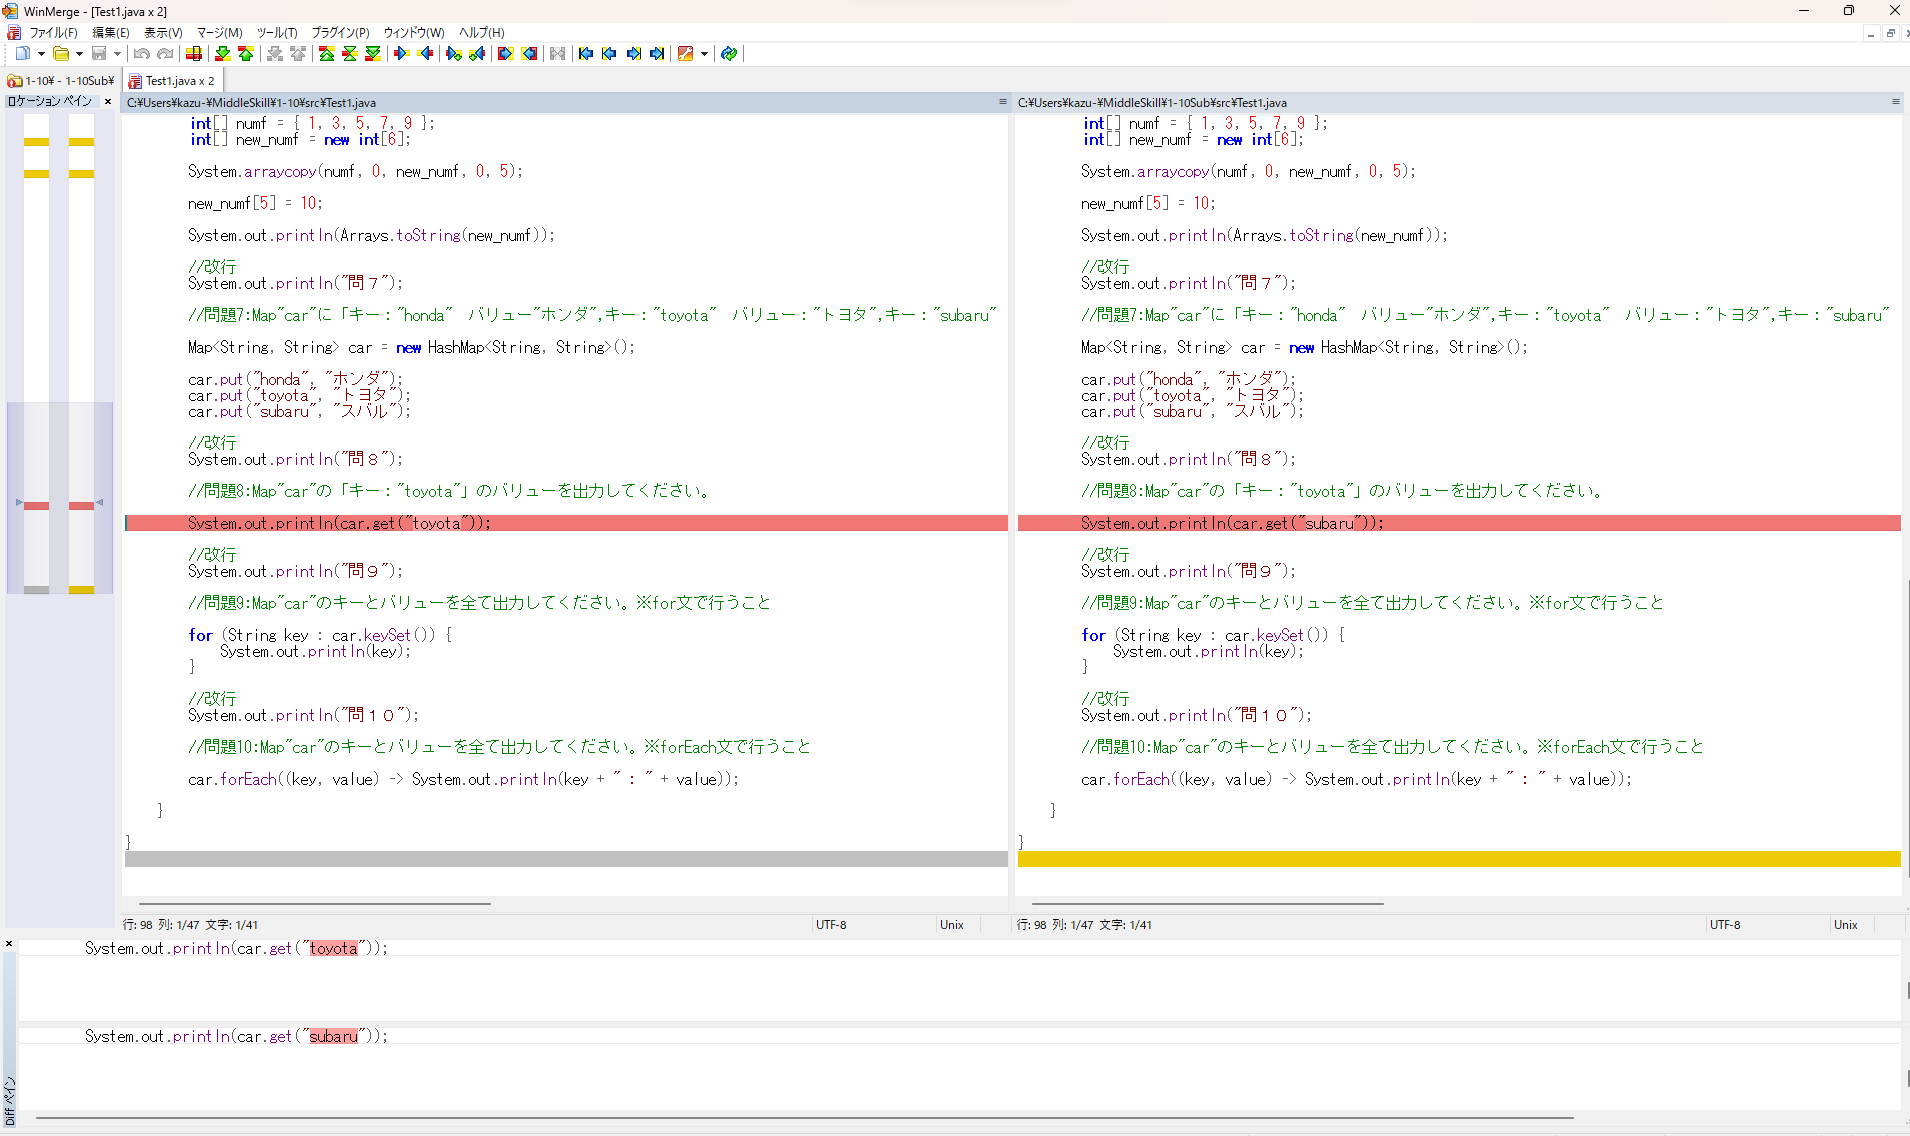 WinMerge - [Test1.java x 2]
ファイル(F) 編集(E) 表示(V) マージ(M) ツール(T) プラグイン(P) ウィンドウ(W) ヘルプ(H)
1-10¥ - 1-10Sub¥
Test1.java x 2
ロケーション ペイン
C:¥Users¥kazu-¥MiddleSkill¥1-10¥src¥Test1.java
int[] numf = { 1, 3, 5, 7, 9 };
int[] new_numf = new int[6];
System.arraycopy(numf, 0, new_numf, 0, 5);
new_numf[5] = 10;
System.out.println(Arrays.toString(new_numf));
//改行
System.out.println("問７");
//問題7:Map"car"に「キー："honda"　バリュー"ホンダ",キー："toyota"　バリュー："トヨタ",キー："subaru"
Map<String, String> car = new HashMap<String, String>();
car.put("honda", "ホンダ");
car.put("toyota", "トヨタ");
car.put("subaru", "スバル");
//改行
System.out.println("問８");
//問題8:Map"car"の「キー："toyota"」のバリューを出力してください。
System.out.println(car.get("toyota"));
//改行
System.out.println("問９");
//問題9:Map"car"のキーとバリューを全て出力してください。※for文で行うこと
for (String key : car.keySet()) {
System.out.println(key);
}
//改行
System.out.println("問１０");
//問題10:Map"car"のキーとバリューを全て出力してください。※forEach文で行うこと
car.forEach((key, value) -> System.out.println(key + " : " + value));
}
}
行: 98 列: 1/47 文字: 1/41 UTF-8 Unix
C:¥Users¥kazu-¥MiddleSkill¥1-10Sub¥src¥Test1.java
int[] numf = { 1, 3, 5, 7, 9 };
int[] new_numf = new int[6];
System.arraycopy(numf, 0, new_numf, 0, 5);
new_numf[5] = 10;
System.out.println(Arrays.toString(new_numf));
//改行
System.out.println("問７");
//問題7:Map"car"に「キー："honda"　バリュー"ホンダ",キー："toyota"　バリュー："トヨタ",キー："subaru"
Map<String, String> car = new HashMap<String, String>();
car.put("honda", "ホンダ");
car.put("toyota", "トヨタ");
car.put("subaru", "スバル");
//改行
System.out.println("問８");
//問題8:Map"car"の「キー："toyota"」のバリューを出力してください。
System.out.println(car.get("subaru"));
//改行
System.out.println("問９");
//問題9:Map"car"のキーとバリューを全て出力してください。※for文で行うこと
for (String key : car.keySet()) {
System.out.println(key);
}
//改行
System.out.println("問１０");
//問題10:Map"car"のキーとバリューを全て出力してください。※forEach文で行うこと
car.forEach((key, value) -> System.out.println(key + " : " + value));
}
}
行: 98 列: 1/47 文字: 1/41 UTF-8 Unix
Diff ペイン
System.out.println(car.get("toyota"));
System.out.println(car.get("subaru"));